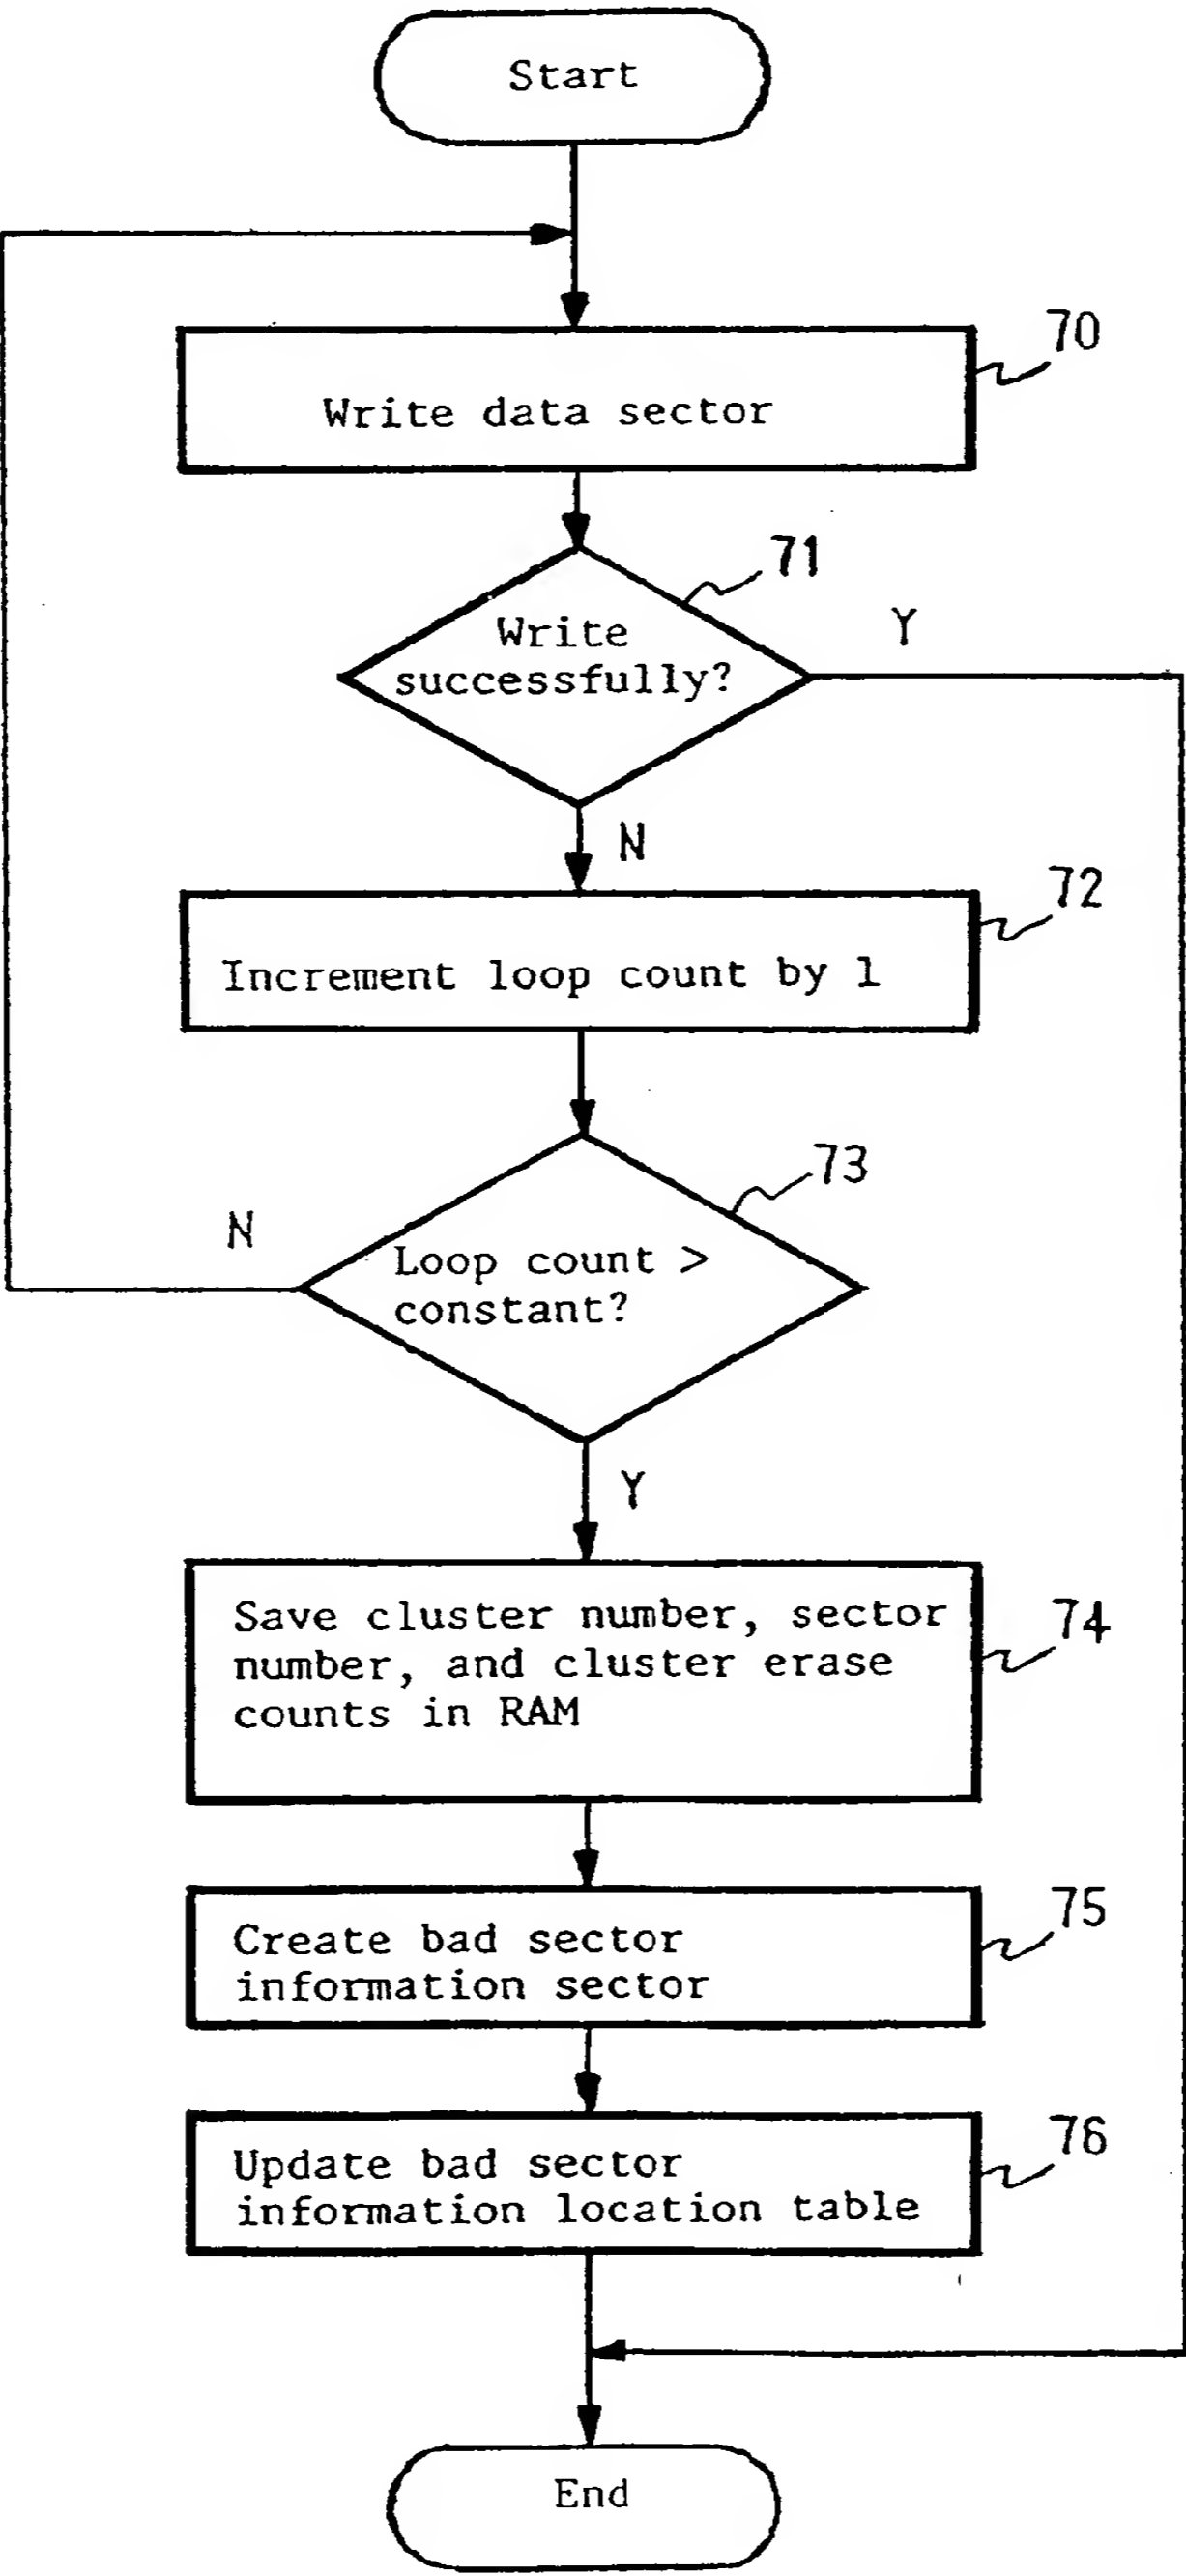 Start
70
Write data sector
71
Write
successfully?
Y
N
72
Increment loop count by 1
73
N
Loop count >
constant?
Y
Save cluster number, sector
number, and cluster erase
counts in RAM
74
Create bad sector
information sector
75
Update bad sector
information location table
76
End